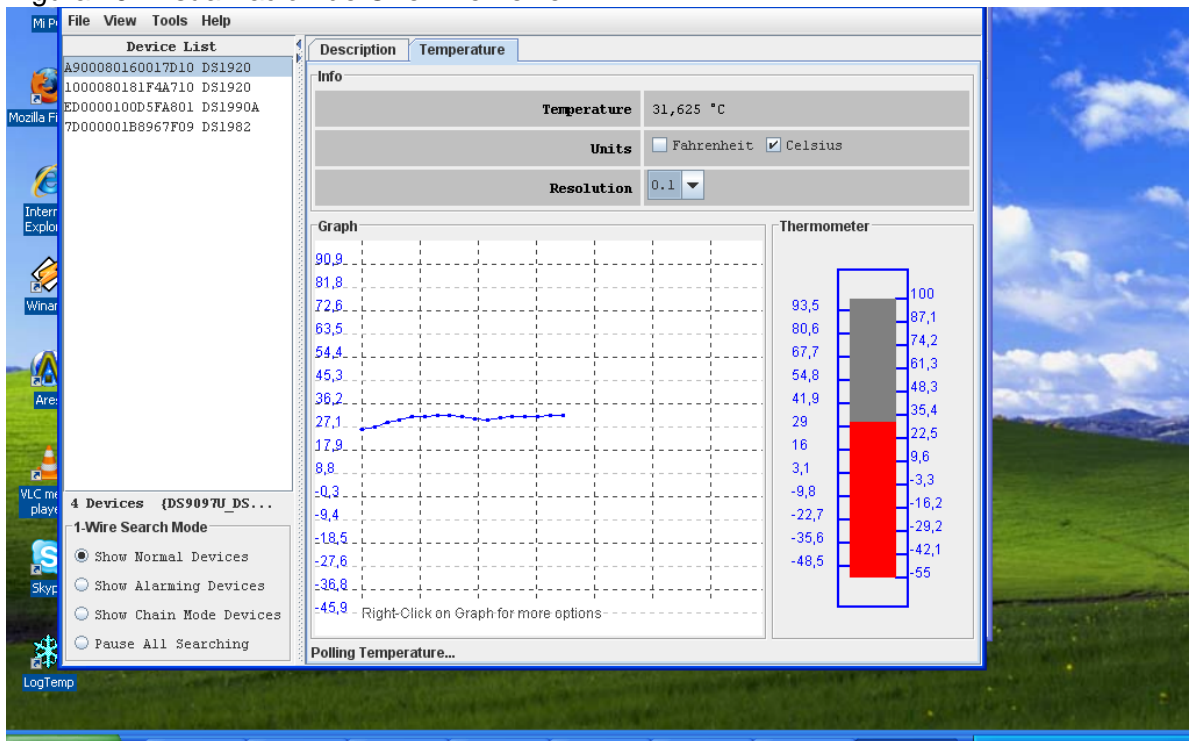 File View Tools Help
Mi P
Mozilla Fi
Intern
Explo
Winar
Are
VLC me
playe
Skyp
LogTemp
Device List
A900080160017D10 DS1920
1000080181F4A710 DS1920
ED0000100D5FA801 DS1990A
7D000001B8967F09 DS1982
4 Devices {DS9097U_DS...
1-Wire Search Mode
Show Normal Devices
Show Alarming Devices
Show Chain Mode Devices
Pause All Searching
Description Temperature
Info
Temperature 31,625 °C
Units Fahrenheit Celsius
Resolution 0.1
Graph
90,9
81,8
72,6
63,5
54,4
45,3
36,2
27,1
17,9
8,8
-0,3
-9,4
-18,5
-27,6
-36,8
-45,9 Right-Click on Graph for more options
Thermometer
93,5
80,6
67,7
54,8
41,9
29
16
3,1
-9,8
-22,7
-35,6
-48,5
100
87,1
74,2
61,3
48,3
35,4
22,5
9,6
-3,3
-16,2
-29,2
-42,1
-55
Polling Temperature...